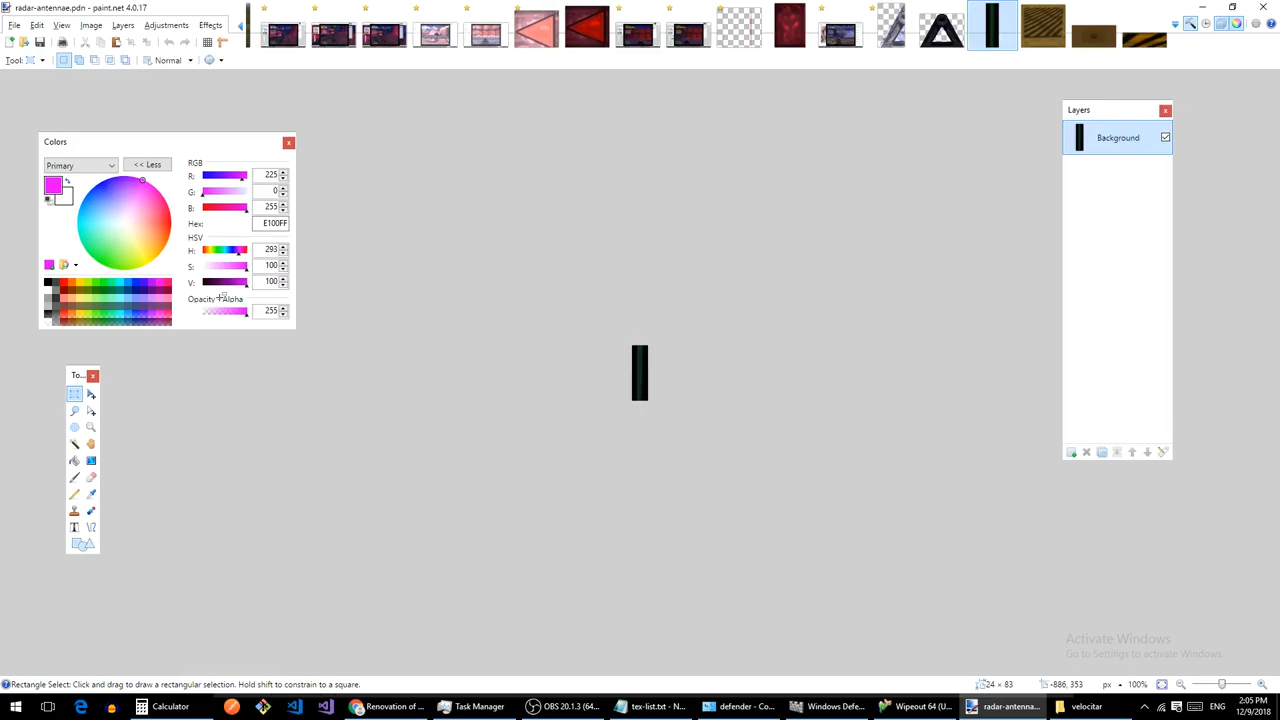 radar-antennae.pdn - paint.net 4.0.17
File Edit View Image Layers Adjustments Effects
Tool: Normal
Colors
Primary << Less
RGB
R: 225
G: 0
B: 255
Hex: E100FF
HSV
H: 293
S: 100
V: 100
Opacity - Alpha
255
To...
Layers
Background
Activate Windows
Go to Settings to activate Windows.
Rectangle Select: Click and drag to draw a rectangular selection. Hold shift to constrain to a square.
24 × 83 -886, 353 px 100%
Calculator
Renovation of ...
Task Manager
OBS 20.1.3 (64...
tex-list.txt - N...
defender - Co...
Windows Defe...
Wipeout 64 (U...
radar-antenna...
velocitar
ENG
2:05 PM
12/9/2018